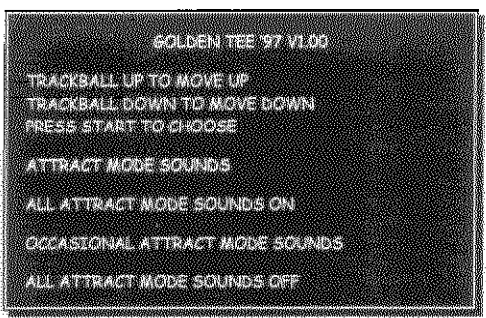 GOLDEN TEE '97 V1.00
TRACKBALL UP TO MOVE UP
TRACKBALL DOWN TO MOVE DOWN
PRESS START TO CHOOSE
ATTRACT MODE SOUNDS
ALL ATTRACT MODE SOUNDS ON
OCCASIONAL ATTRACT MODE SOUNDS
ALL ATTRACT MODE SOUNDS OFF